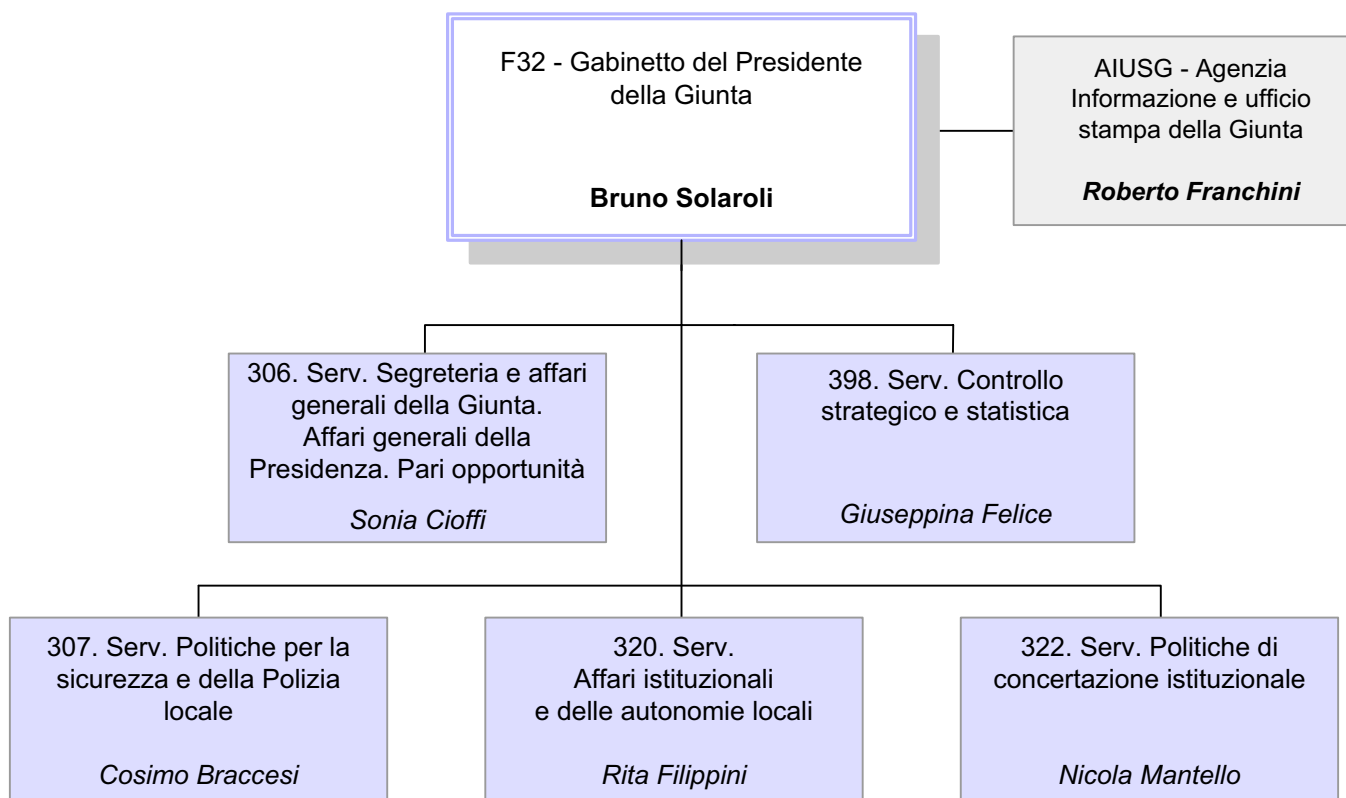 F32 - Gabinetto del Presidente
della Giunta
Bruno Solaroli
AIUSG - Agenzia
Informazione e ufficio
stampa della Giunta
Roberto Franchini
306. Serv. Segreteria e affari
generali della Giunta.
Affari generali della
Presidenza. Pari opportunità
Sonia Cioffi
398. Serv. Controllo
strategico e statistica
Giuseppina Felice
307. Serv. Politiche per la
sicurezza e della Polizia
locale
Cosimo Braccesi
320. Serv.
Affari istituzionali
e delle autonomie locali
Rita Filippini
322. Serv. Politiche di
concertazione istituzionale
Nicola Mantello